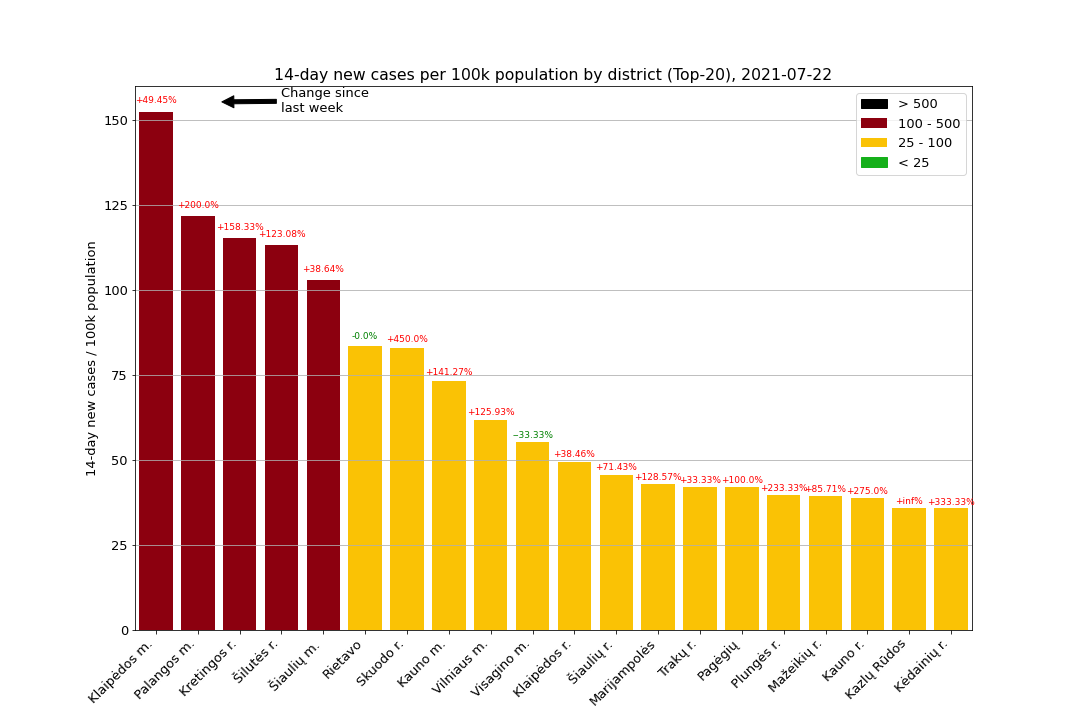 14-day new cases per 100k population by district (Top-20), 2021-07-22
Change since
last week
> 500
100 - 500
25 - 100
< 25
14-day new cases / 100k population
150
125
100
75
50
25
0
+49.45%
+200.0%
+158.33%
+123.08%
+38.64%
-0.0%
+450.0%
+141.27%
+125.93%
−33.33%
+38.46%
+71.43%
+128.57%
+33.33%
+100.0%
+233.33%
+85.71%
+275.0%
+inf%
+333.33%
Klaipėdos m.
Palangos m.
Kretingos r.
Šilutės r.
Šiaulių m.
Rietavo
Skuodo r.
Kauno m.
Vilniaus m.
Visagino m.
Klaipėdos r.
Šiaulių r.
Marijampolės
Trakų r.
Pagėgių
Plungės r.
Mažeikių r.
Kauno r.
Kazlų Rūdos
Kėdainių r.